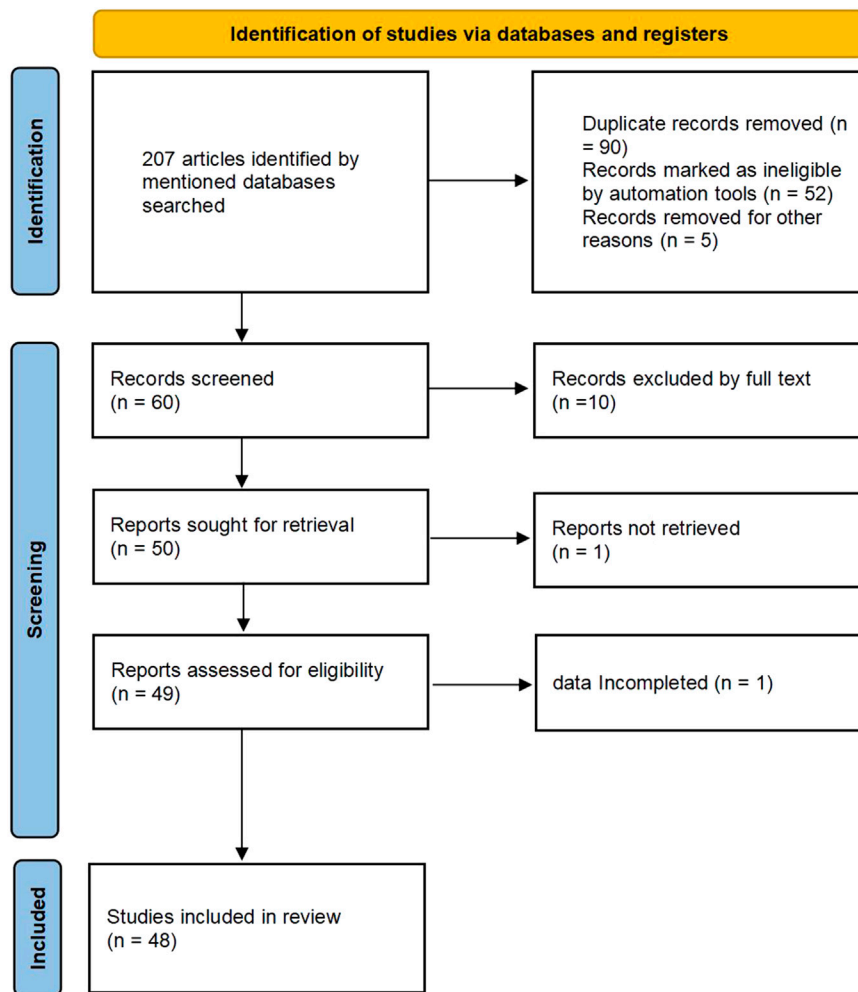 Identification of studies via databases and registers
Identification
207 articles identified by
mentioned databases
searched
Duplicate records removed (n
= 90)
Records marked as ineligible
by automation tools (n = 52)
Records removed for other
reasons (n = 5)
Screening
Records screened
(n = 60)
Records excluded by full text
(n =10)
Reports sought for retrieval
(n = 50)
Reports not retrieved
(n = 1)
Reports assessed for eligibility
(n = 49)
data Incompleted (n = 1)
Included
Studies included in review
(n = 48)